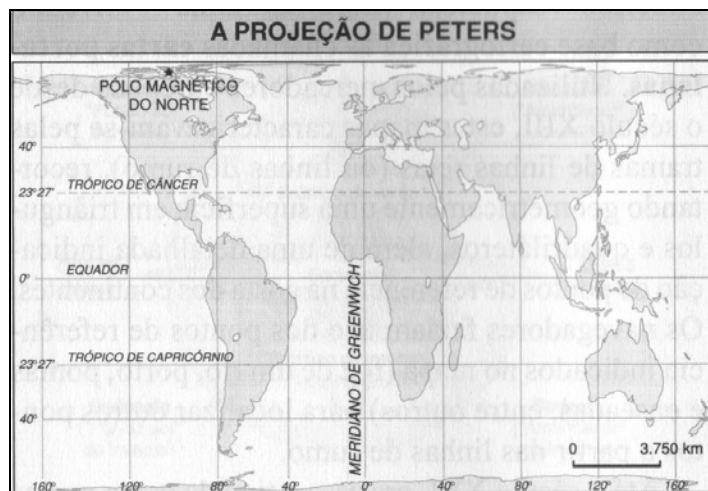 A PROJEÇÃO DE PETERS
PÓLO MAGNÉTICO
DO NORTE
40°
TRÓPICO DE CÂNCER
23°27'
EQUADOR
0°
MERIDIANO DE GREENWICH
TRÓPICO DE CAPRICÓRNIO
23°27'
40°
0 3.750 km
160° 120° 80° 40° 0° 40° 80° 120° 160°